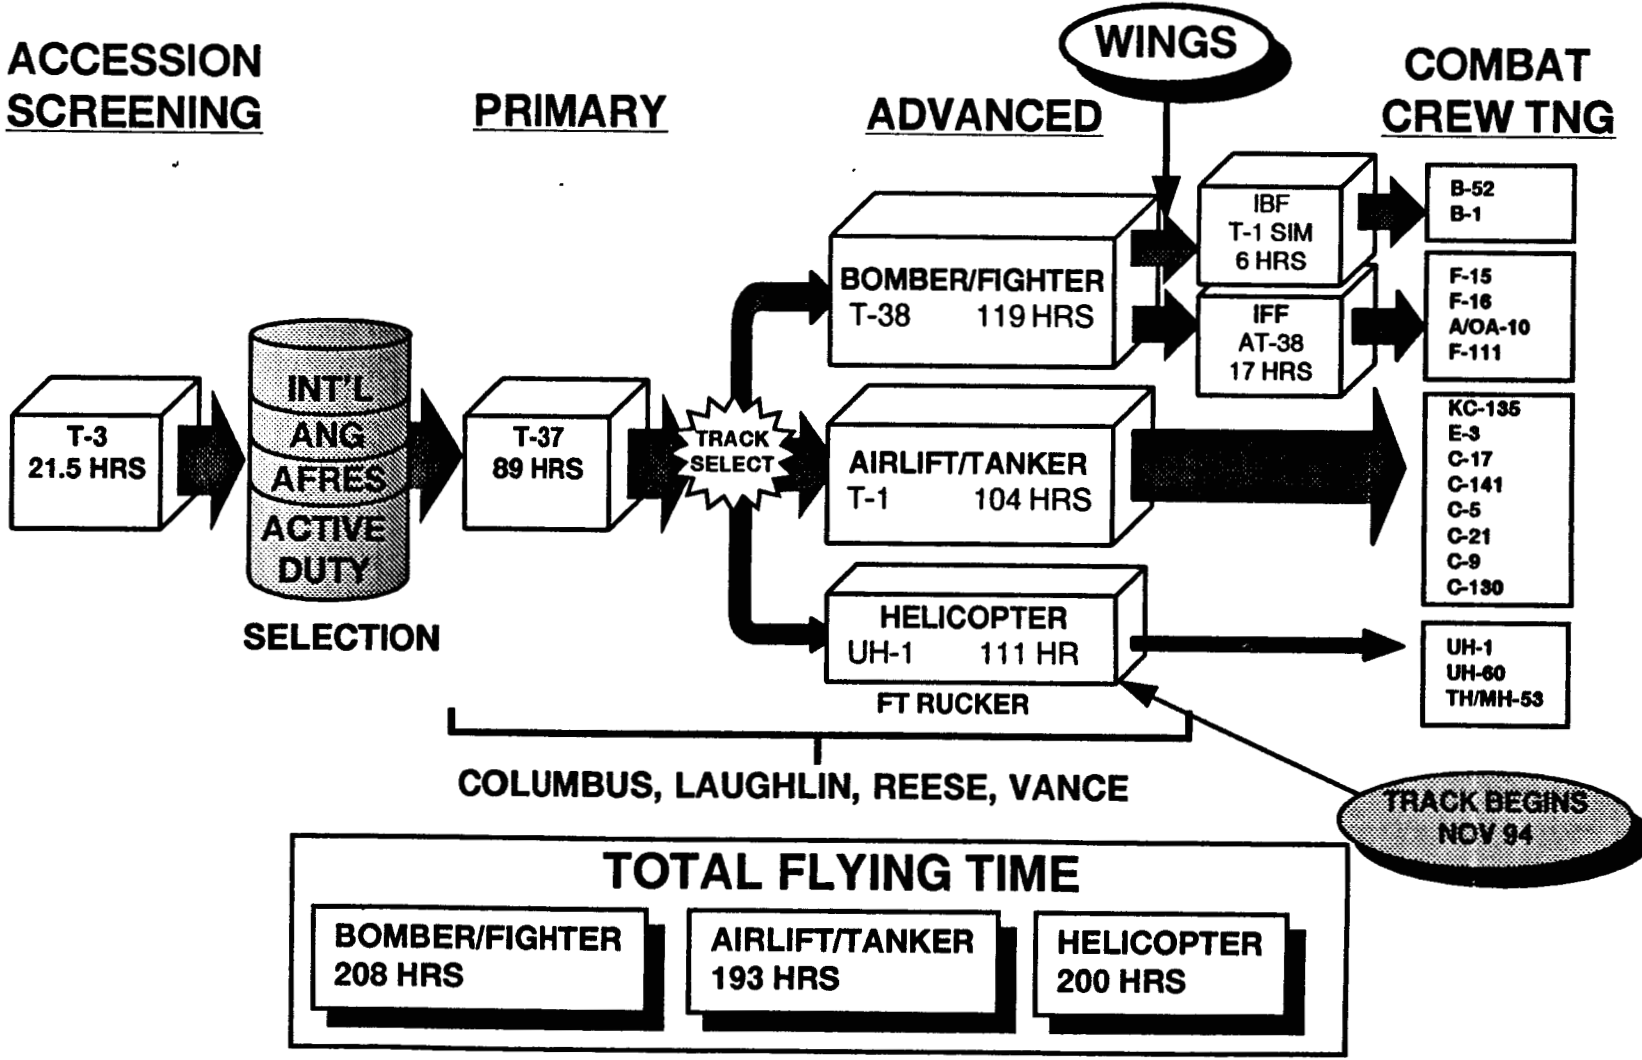 WINGS
ACCESSION
SCREENING
PRIMARY
ADVANCED
COMBAT
CREW TNG
T-3
21.5 HRS
INT'L
ANG
AFRES
ACTIVE
DUTY
SELECTION
T-37
89 HRS
TRACK
SELECT
BOMBER/FIGHTER
T-38 119 HRS
IBF
T-1 SIM
6 HRS
IFF
AT-38
17 HRS
B-52
B-1
F-15
F-16
A/OA-10
F-111
AIRLIFT/TANKER
T-1 104 HRS
KC-135
E-3
C-17
C-141
C-5
C-21
C-9
C-130
HELICOPTER
UH-1 111 HR
FT RUCKER
UH-1
UH-60
TH/MH-53
COLUMBUS, LAUGHLIN, REESE, VANCE
TRACK BEGINS
NOV 94
TOTAL FLYING TIME
BOMBER/FIGHTER
208 HRS
AIRLIFT/TANKER
193 HRS
HELICOPTER
200 HRS